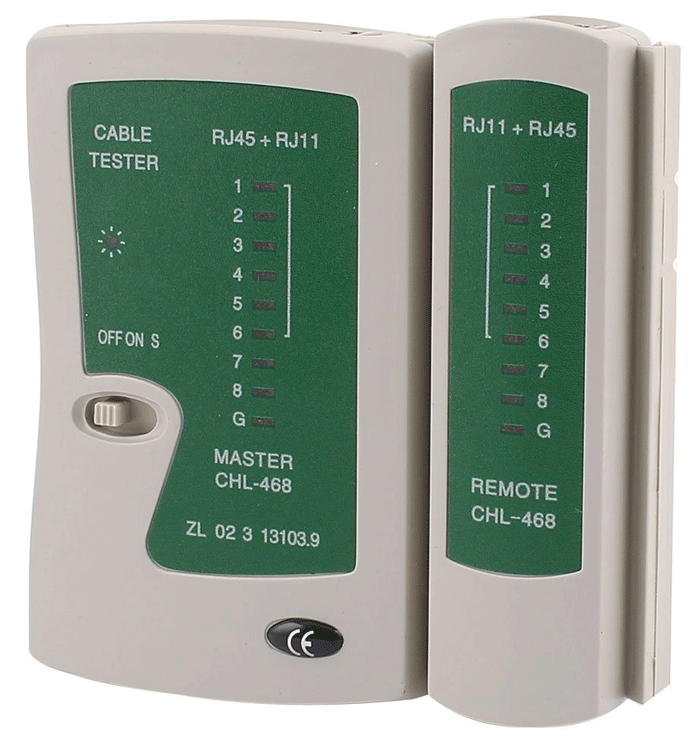 CABLE
TESTER
RJ45 + RJ11
1
2
3
4
5
6
7
8
G
OFF ON S
MASTER
CHL-468
ZL 02 3 13103.9
CE
RJ11 + RJ45
1
2
3
4
5
6
7
8
G
REMOTE
CHL-468